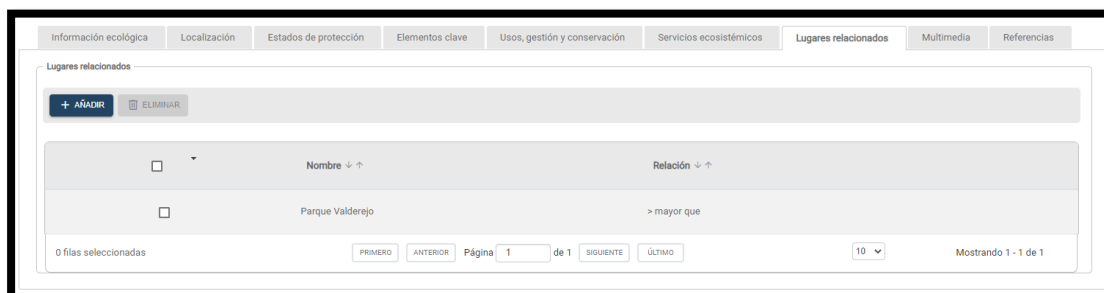 Información ecológica Localización Estados de protección Elementos clave Usos, gestión y conservación Servicios ecosistémicos Lugares relacionados Multimedia Referencias
Lugares relacionados
+ AÑADIR ELIMINAR
Nombre ↓ ↑ Relación ↓ ↑
Parque Valderejo > mayor que
0 filas seleccionadas PRIMERO ANTERIOR Página 1 de 1 SIGUIENTE ÚLTIMO 10 Mostrando 1 - 1 de 1